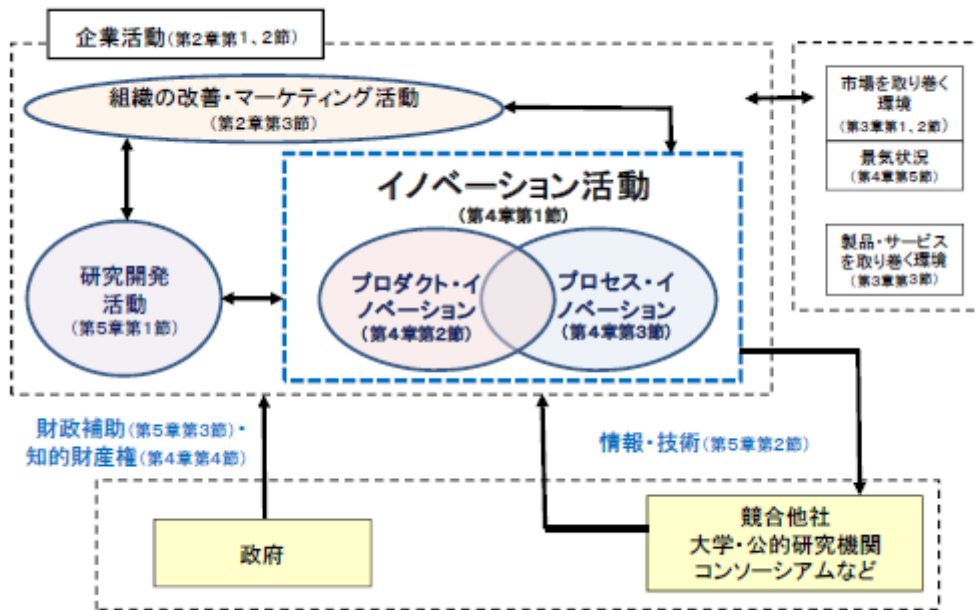 企業活動(第2章第1、2節)
組織の改善・マーケティング活動
(第2章第3節)
市場を取り巻く
環境
(第3章第1、2節)
景気状況
(第4章第5節)
製品・サービス
を取り巻く環境
(第3章第3節)
イノベーション活動
(第4章第1節)
研究開発
活動
(第5章第1節)
プロダクト・イ
ノベーション
(第4章第2節)
プロセス・イ
ノベーション
(第4章第3節)
財政補助(第5章第3節)・
知的財産権(第4章第4節)
情報・技術(第5章第2節)
政府
競合他社
大学・公的研究機関
コンソーシアムなど